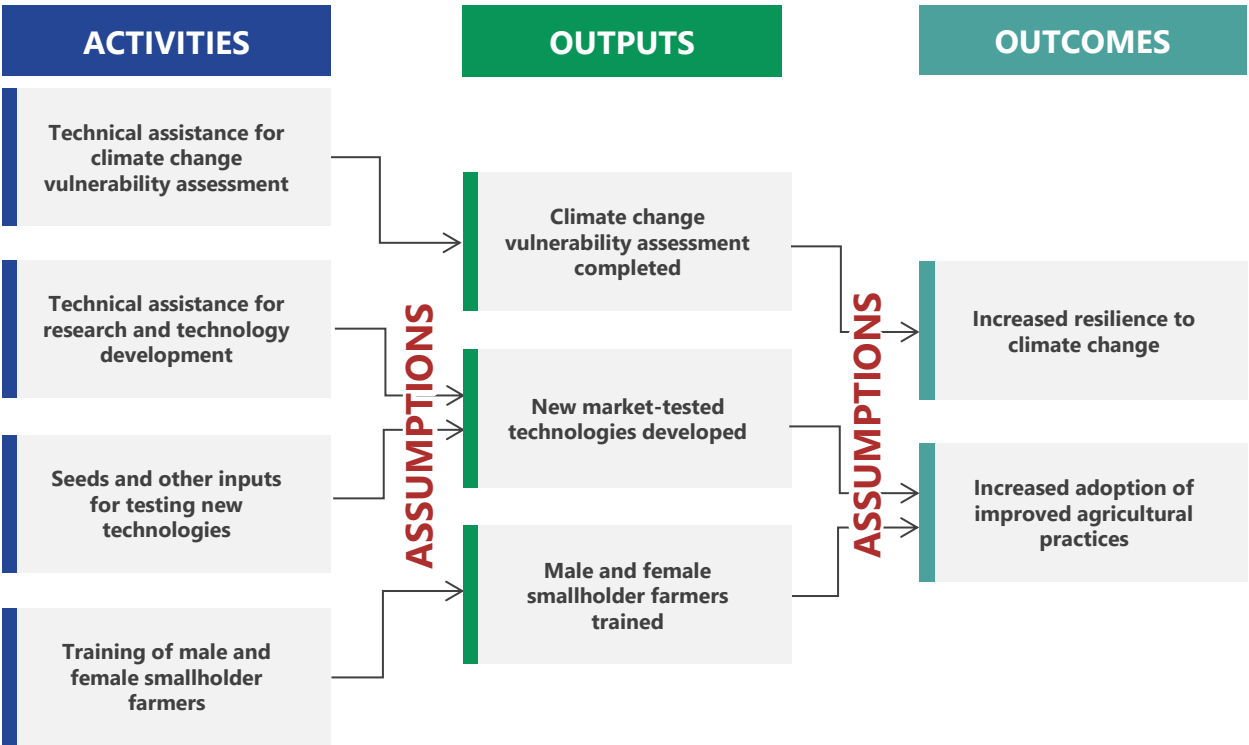 ACTIVITIES
Technical assistance for
climate change
vulnerability assessment
Technical assistance for
research and technology
development
Seeds and other inputs
for testing new
technologies
Training of male and
female smallholder
farmers
ASSUMPTIONS
OUTPUTS
Climate change
vulnerability assessment
completed
New market-tested
technologies developed
Male and female
smallholder farmers
trained
ASSUMPTIONS
OUTCOMES
Increased resilience to
climate change
Increased adoption of
improved agricultural
practices